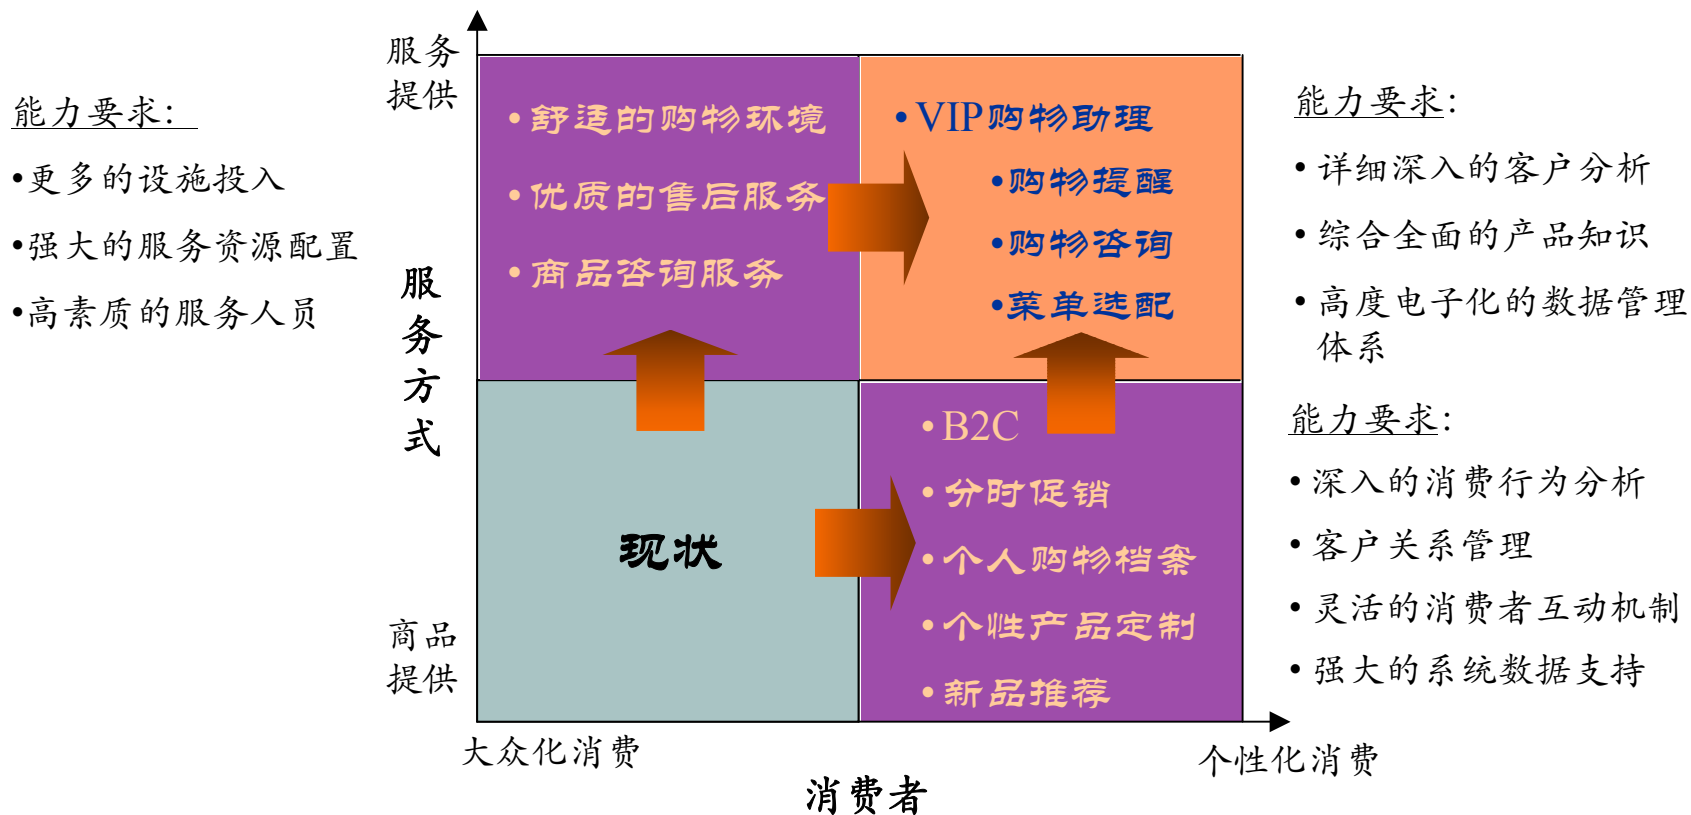 服务
提供
能力要求:
•更多的设施投入
•强大的服务资源配置
•高素质的服务人员
服
务
方
式
• 舒适的购物环境
• 优质的售后服务
• 商品咨询服务
• VIP购物助理
•购物提醒
•购物咨询
•菜单选配
能力要求:
• 详细深入的客户分析
• 综合全面的产品知识
• 高度电子化的数据管理
体系
现状
• B2C
• 分时促销
• 个人购物档案
• 个性产品定制
• 新品推荐
能力要求:
• 深入的消费行为分析
• 客户关系管理
• 灵活的消费者互动机制
• 强大的系统数据支持
商品
提供
大众化消费
个性化消费
消费者